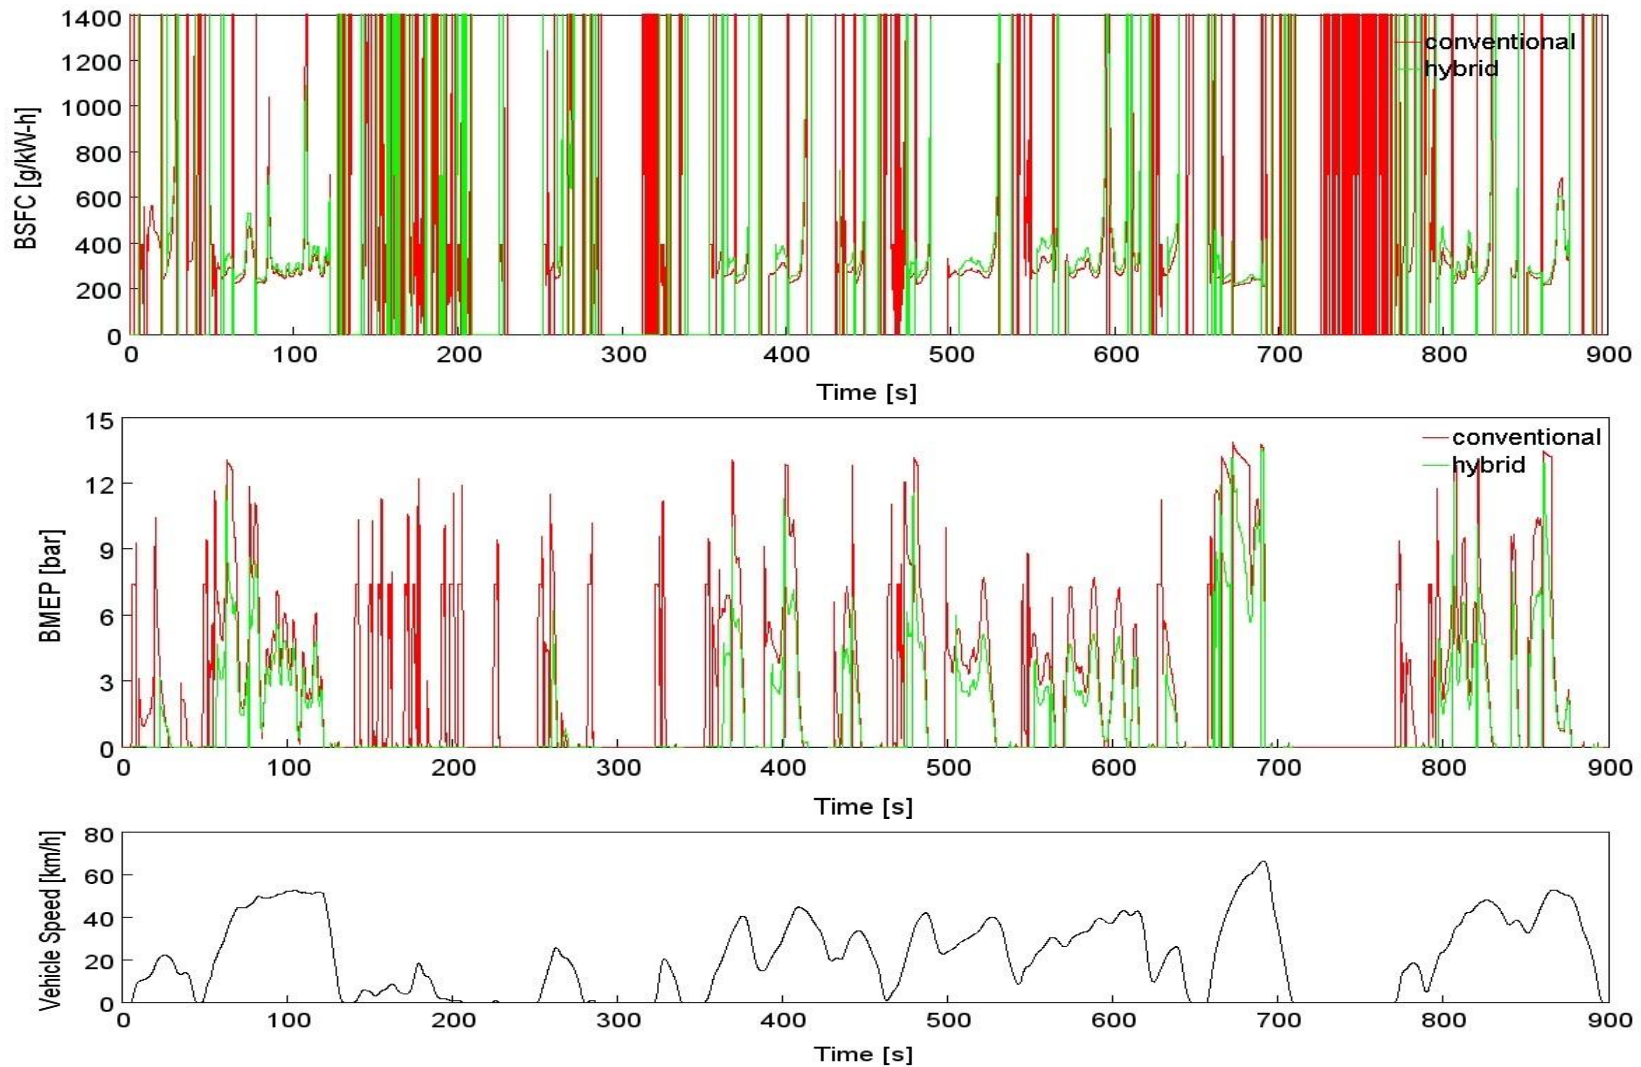 BSFC [g/kW-h]
1400
1200
1000
800
600
400
200
0
conventional
hybrid
0 100 200 300 400 500 600 700 800 900
Time [s]
BMEP [bar]
15
12
9
6
3
0
conventional
hybrid
0 100 200 300 400 500 600 700 800 900
Time [s]
Vehicle Speed [km/h]
80
60
40
20
0
0 100 200 300 400 500 600 700 800 900
Time [s]